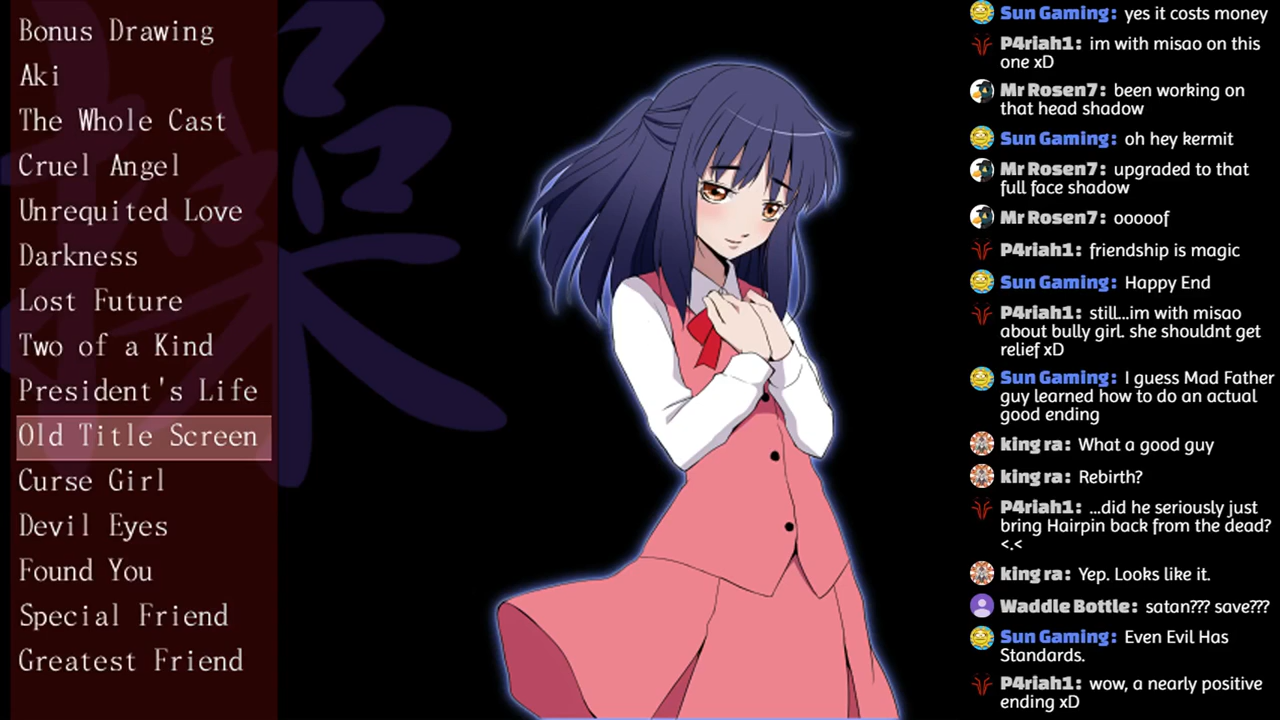 Bonus Drawing
Aki
The Whole Cast
Cruel Angel
Unrequited Love
Darkness
Lost Future
Two of a Kind
President's Life
Old Title Screen
Curse Girl
Devil Eyes
Found You
Special Friend
Greatest Friend
操
Sun Gaming: yes it costs money
P4riah1: im with misao on this
one xD
Mr Rosen7: been working on
that head shadow
Sun Gaming: oh hey kermit
Mr Rosen7: upgraded to that
full face shadow
Mr Rosen7: ooooof
P4riah1: friendship is magic
Sun Gaming: Happy End
P4riah1: still...im with misao
about bully girl. she shouldnt get
relief xD
Sun Gaming: I guess Mad Father
guy learned how to do an actual
good ending
king ra: What a good guy
king ra: Rebirth?
P4riah1: ...did he seriously just
bring Hairpin back from the dead?
<.<
king ra: Yep. Looks like it.
Waddle Bottle: satan??? save???
Sun Gaming: Even Evil Has
Standards.
P4riah1: wow, a nearly positive
ending xD